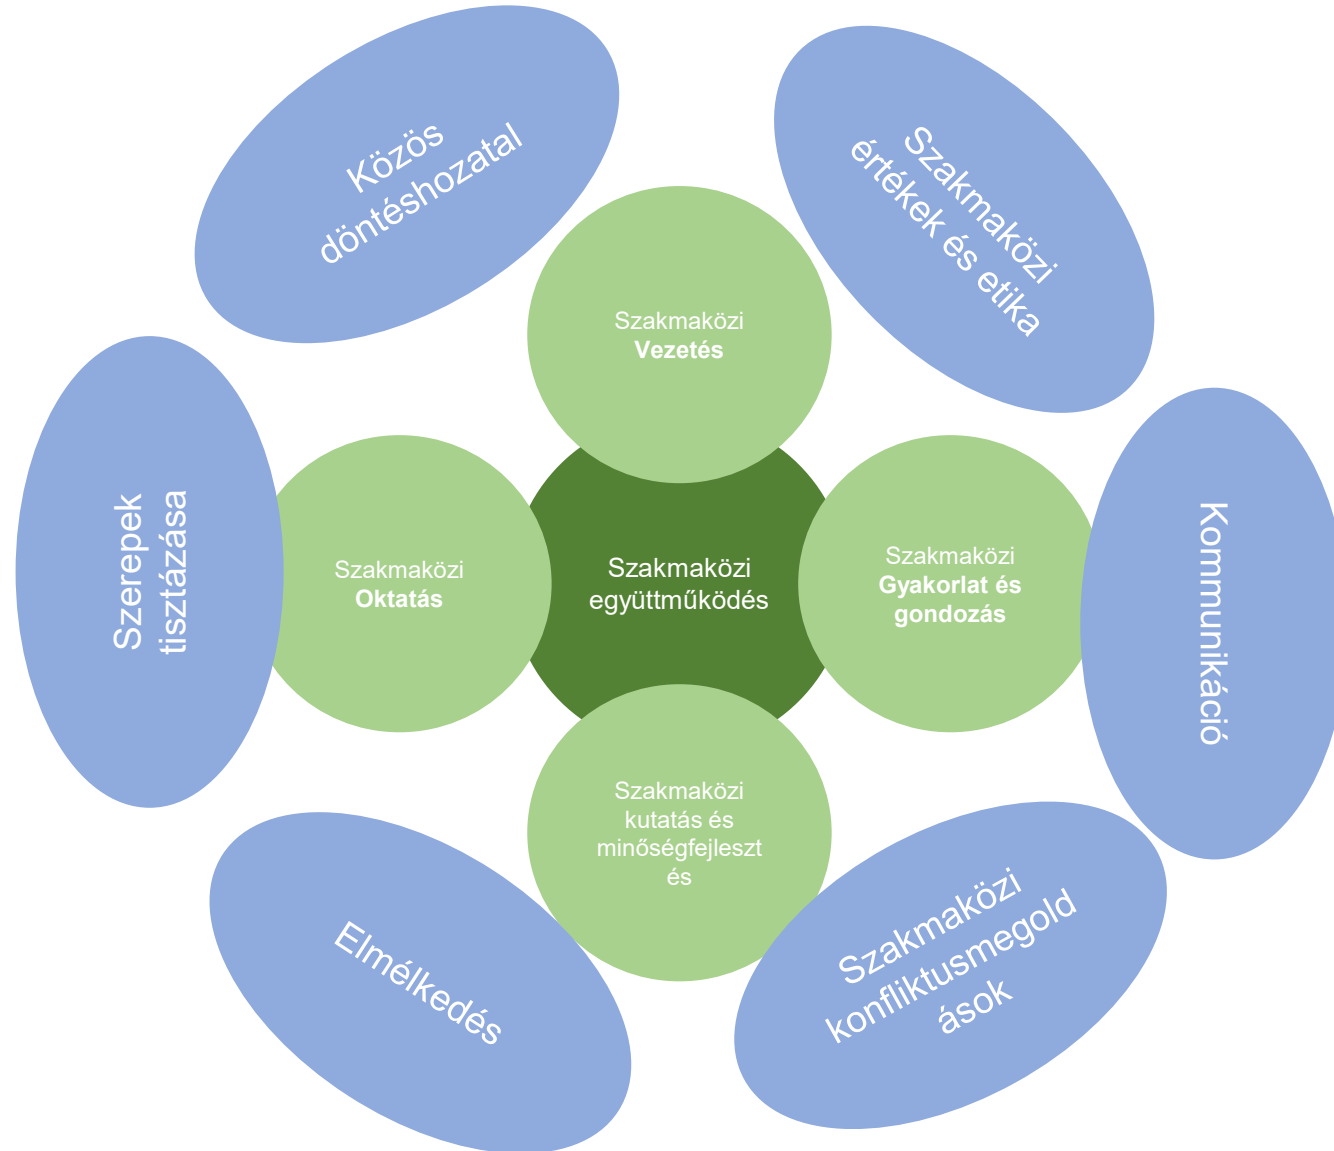 Közös
döntéshozatal
Szakmaközi
értékek és etika
Szakmaközi
Vezetés
Szerepek
tisztázása
Szakmaközi
Oktatás
Szakmaközi
együttműködés
Szakmaközi
Gyakorlat és
gondozás
Kommunikáció
Szakmaközi
kutatás és
minőségfejleszt
és
Elmélkedés
Szakmaközi
konfliktusmegold
ások